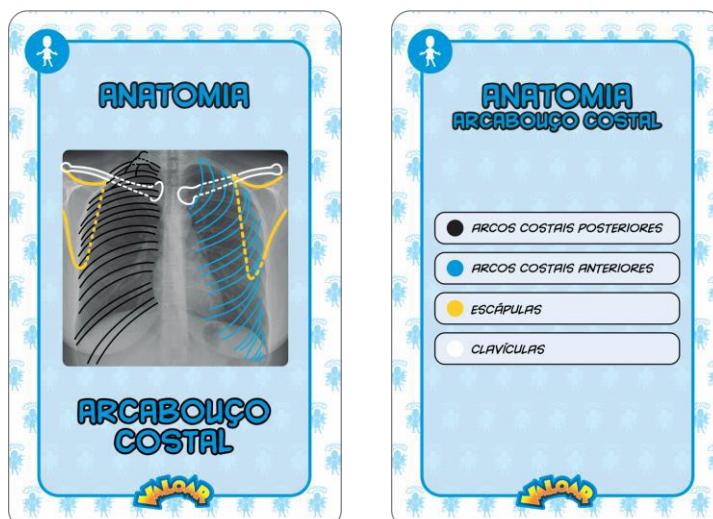 ANATOMIA
ARCABOUÇO
COSTAL
VALOAR
ANATOMIA
ARCABOUÇO COSTAL
ARCOS COSTAIS POSTERIORES
ARCOS COSTAIS ANTERIORES
ESCÁPULAS
CLAVÍCULAS
VALOAR